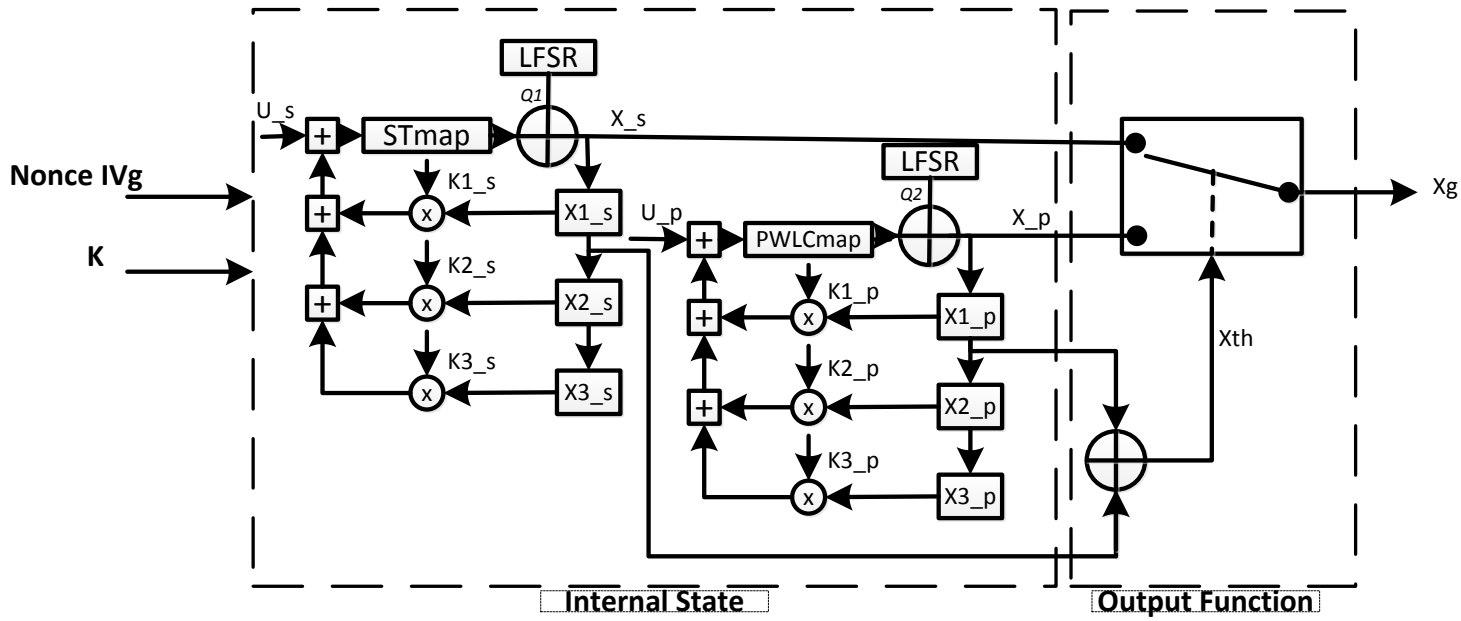 LFSR
Q1
U_s
X_s
+
STmap
LFSR
Nonce IVg
K1_s
Q2
Xg
+
x
X1_s
U_p
X_p
+
PWLCmap
K
K2_s
K1_p
+
x
X2_s
+
x
X1_p
Xth
K3_s
K2_p
x
X3_s
+
x
X2_p
K3_p
x
X3_p
Internal State
Output Function